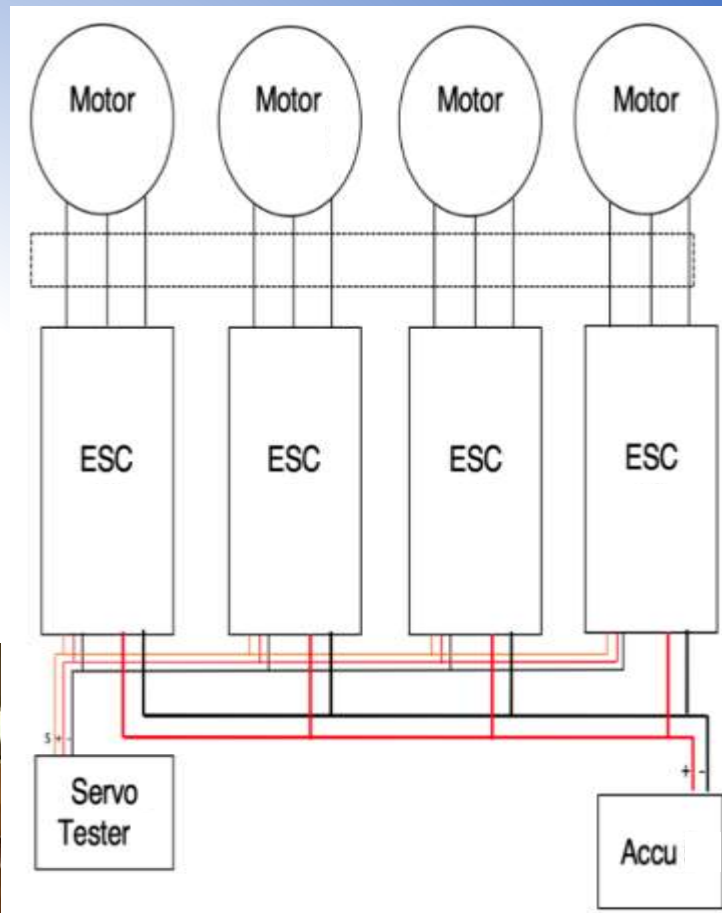 Motor Motor Motor Motor
ESC ESC ESC ESC
S + -
+ -
Servo
Tester
Accu